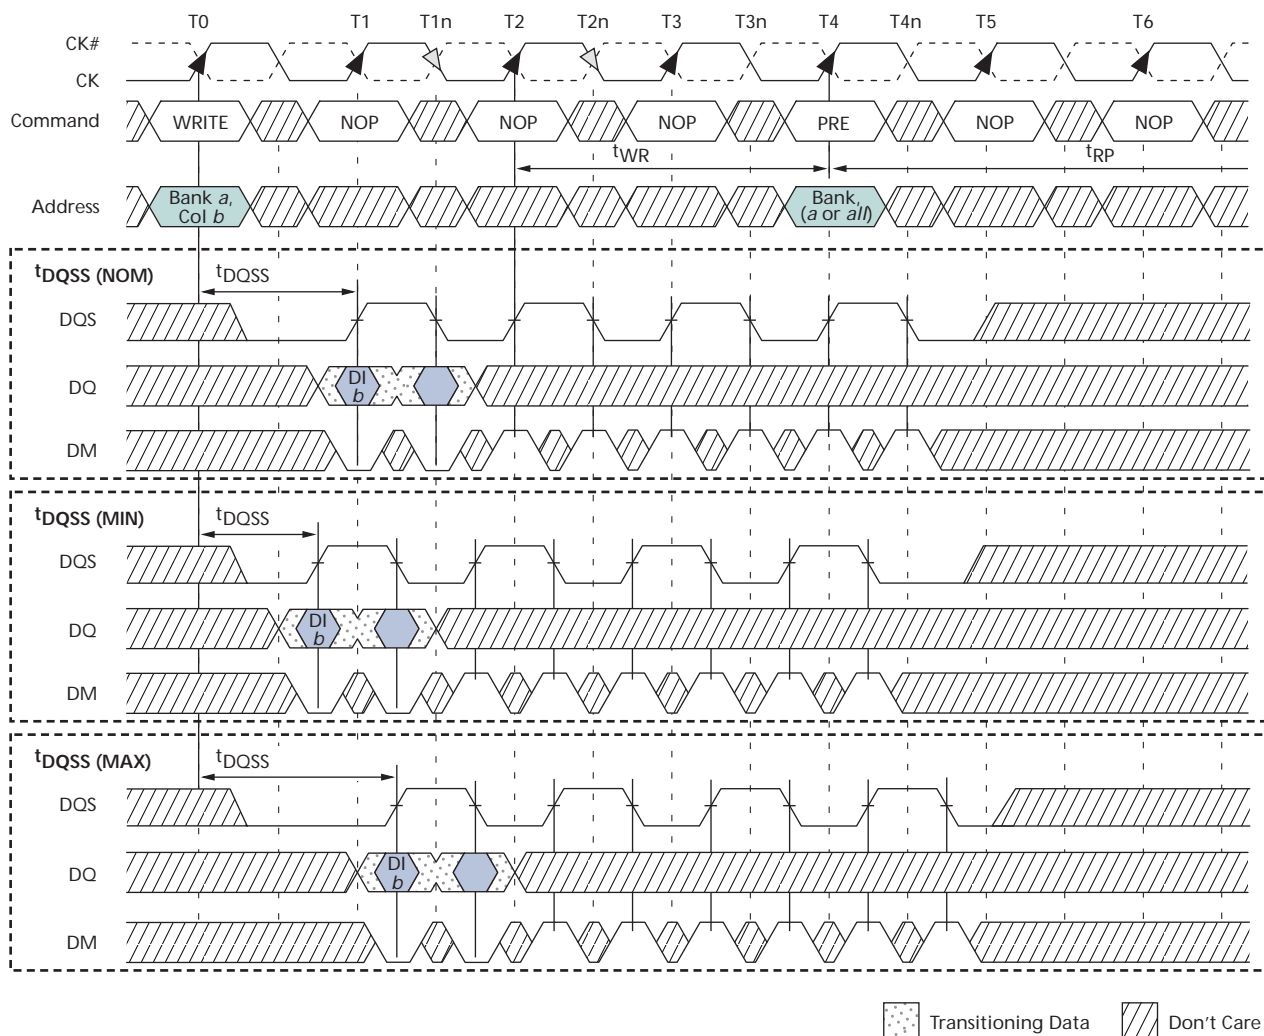 T0 T1 T1n T2 T2n T3 T3n T4 T4n T5 T6
CK#
CK
Command WRITE NOP NOP NOP PRE NOP NOP
tWR tRP
Address Bank a, Col b Bank, (a or all)
tDQSS (NOM) tDQSS
DQS
DQ DI b
DM
tDQSS (MIN) tDQSS
DQS
DQ DI b
DM
tDQSS (MAX) tDQSS
DQS
DQ DI b
DM
Transitioning Data Don't Care